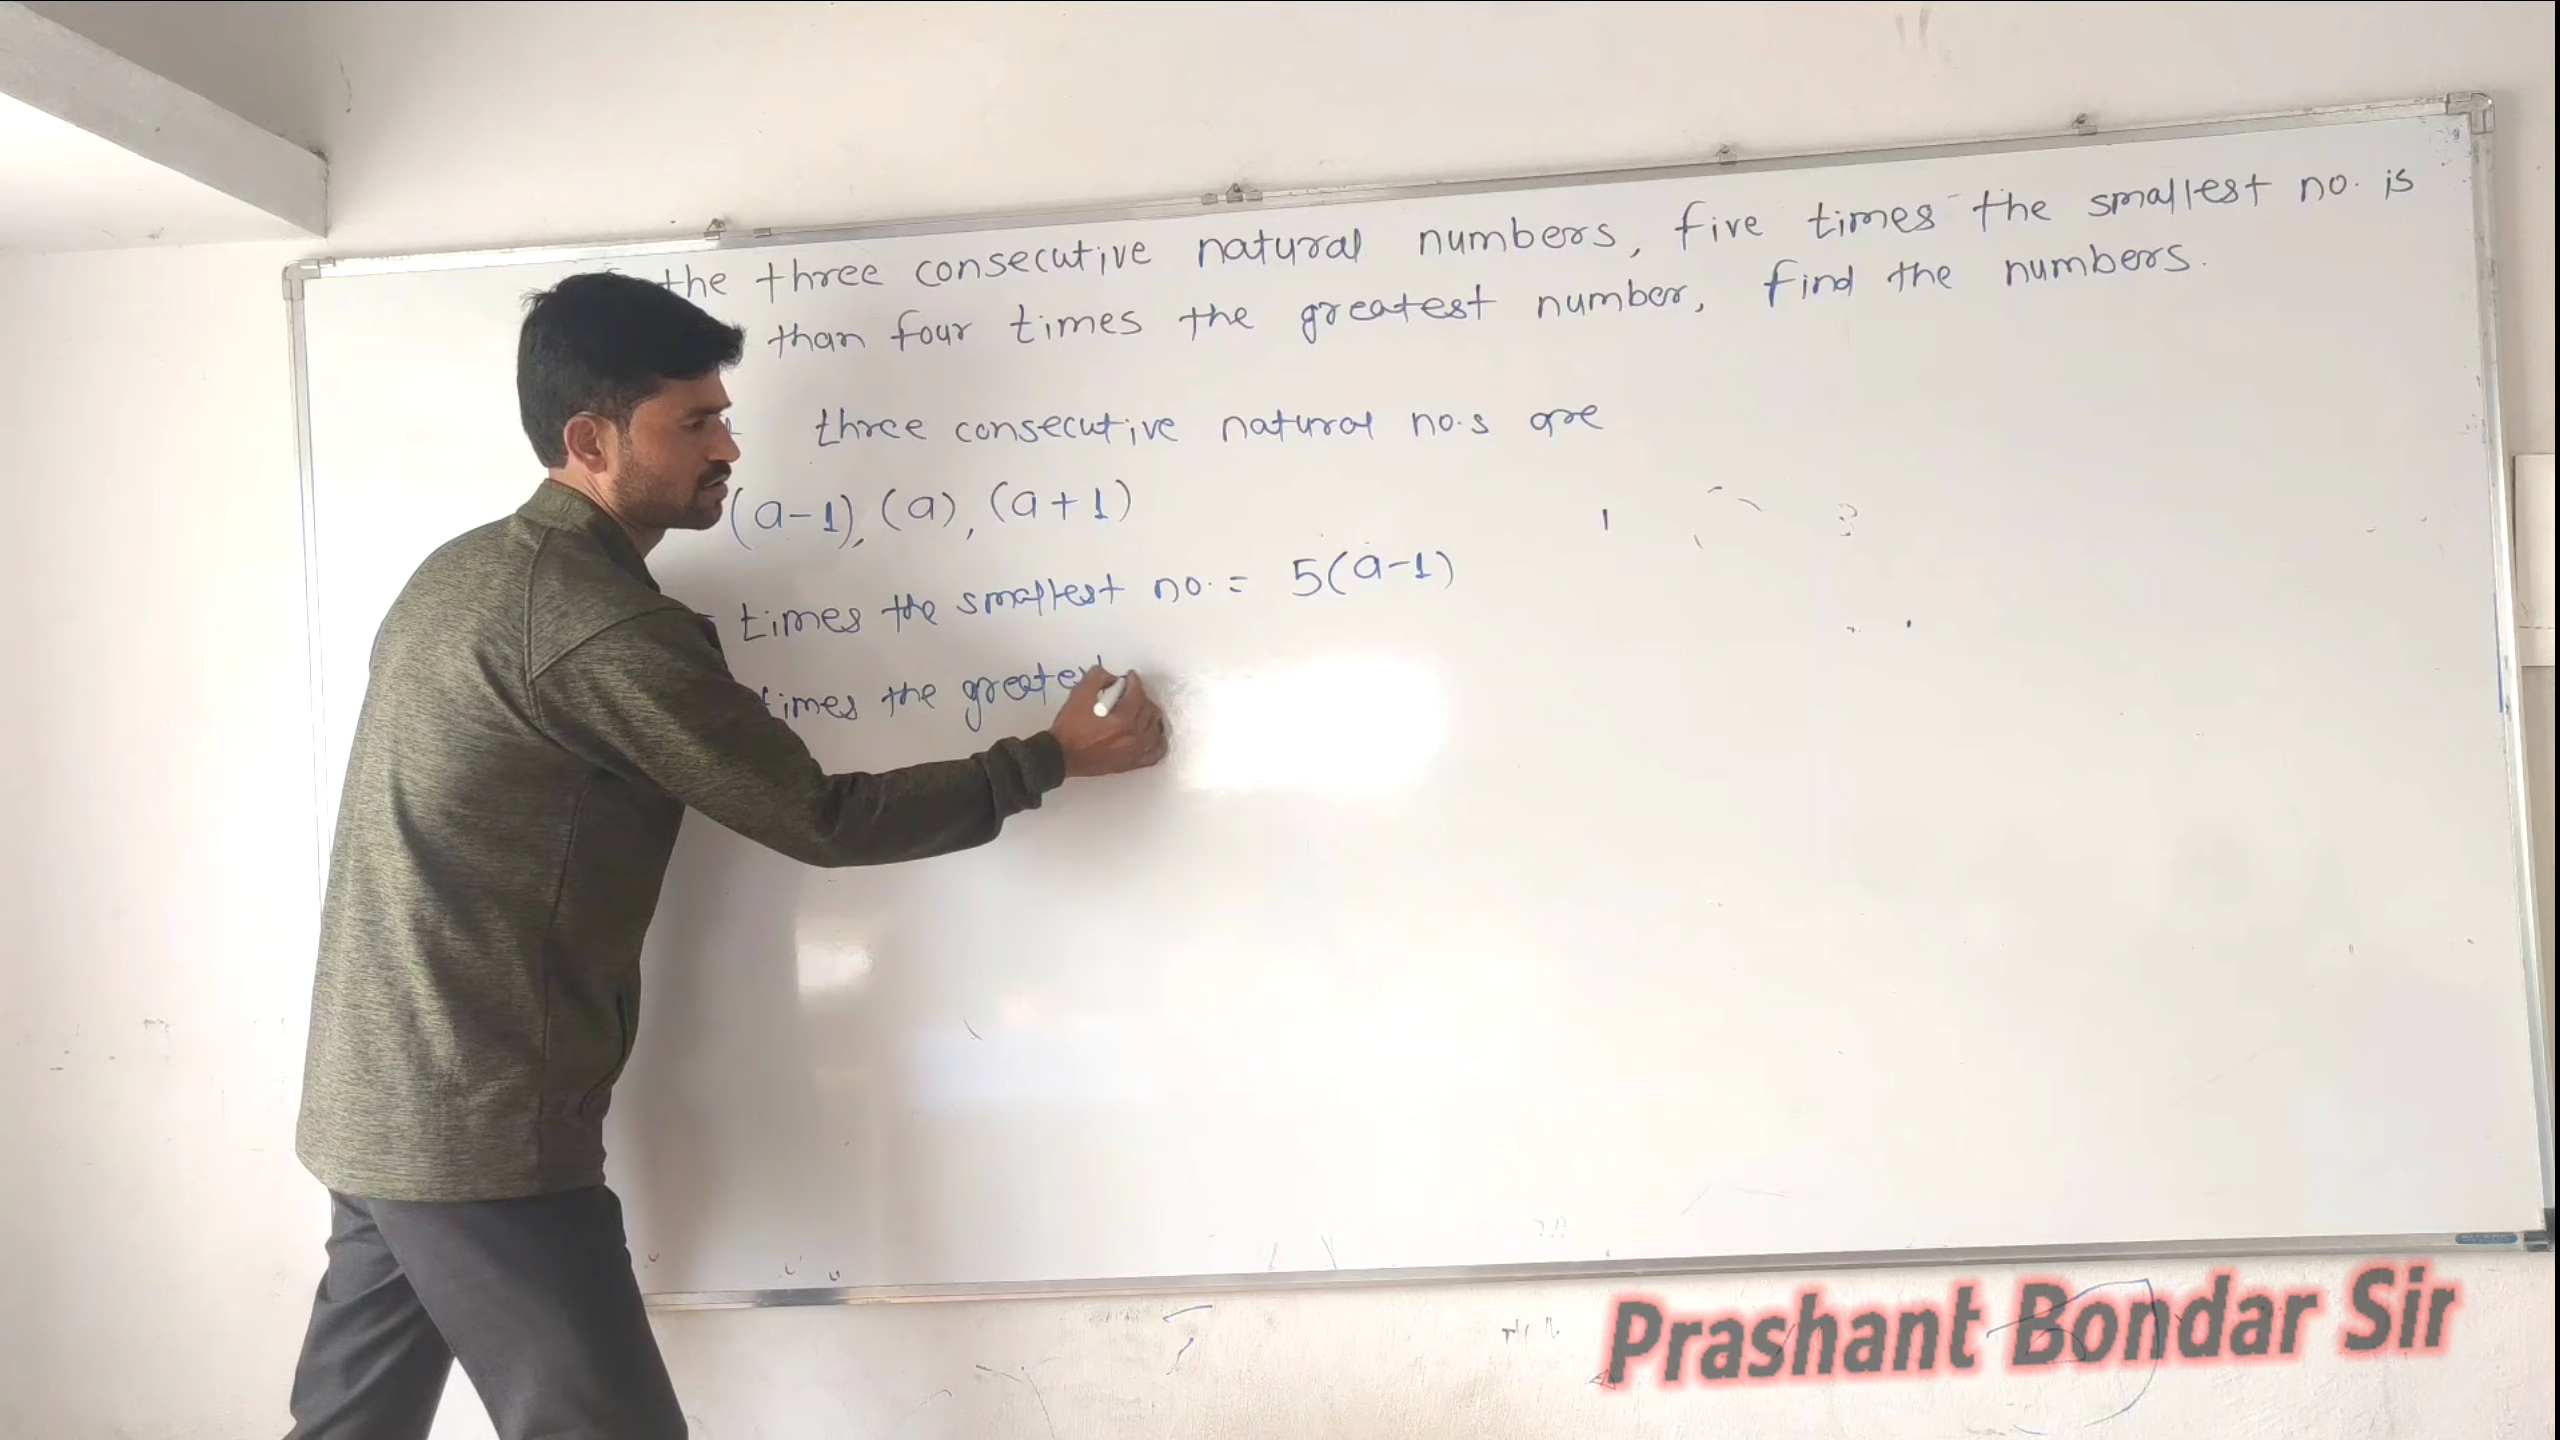 the three consecutive natural numbers, five times the smallest no. is
than four times the greatest number, find the numbers.
three consecutive natural no.s are
(a-1), (a), (a+1)
times the smallest no. = 5(a-1)
times the greatest
Prashant Bondar Sir